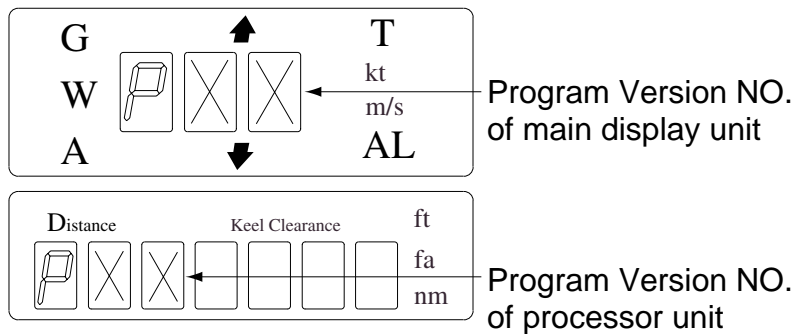 G T
kt
W P X X
m/s
A AL
Program Version NO.
of main display unit
Distance Keel Clearance ft
P X X
fa
nm
Program Version NO.
of processor unit